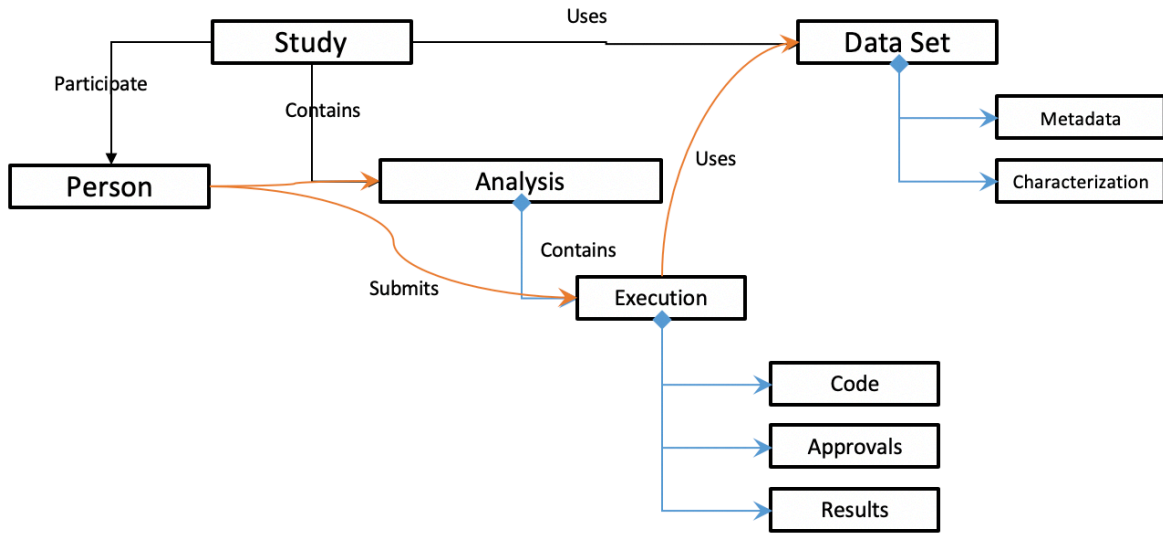 Uses
Study
Data Set
Participate
Contains
Metadata
Uses
Person
Analysis
Characterization
Contains
Submits
Execution
Code
Approvals
Results